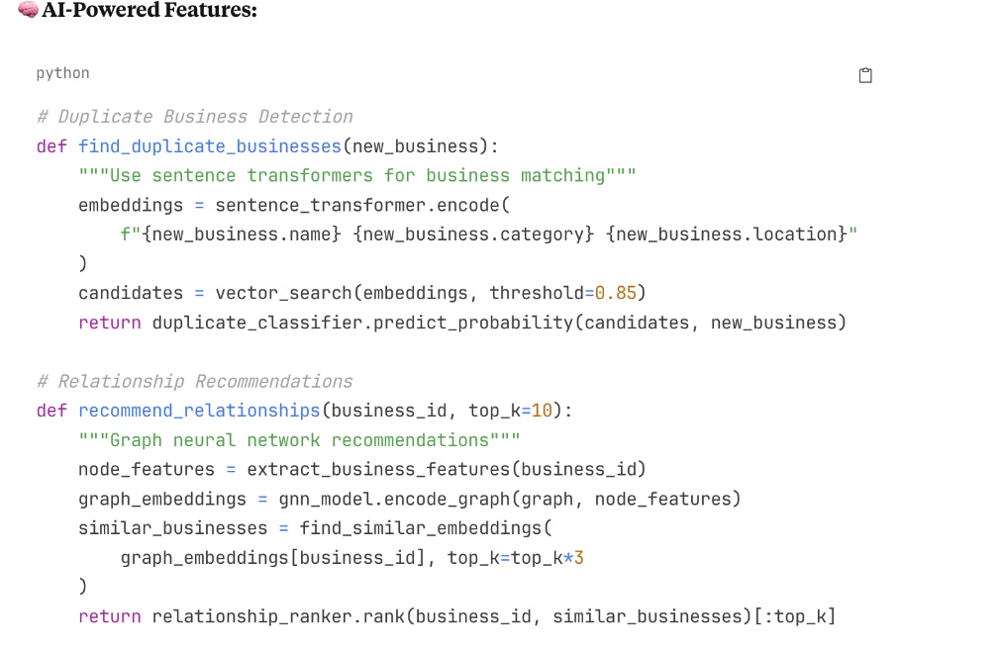 🧠 AI-Powered Features:
python
# Duplicate Business Detection
def find_duplicate_businesses(new_business):
    """Use sentence transformers for business matching"""
    embeddings = sentence_transformer.encode(
        f"{new_business.name} {new_business.category} {new_business.location}"
    )
    candidates = vector_search(embeddings, threshold=0.85)
    return duplicate_classifier.predict_probability(candidates, new_business)
# Relationship Recommendations
def recommend_relationships(business_id, top_k=10):
    """Graph neural network recommendations"""
    node_features = extract_business_features(business_id)
    graph_embeddings = gnn_model.encode_graph(graph, node_features)
    similar_businesses = find_similar_embeddings(
        graph_embeddings[business_id], top_k=top_k*3
    )
    return relationship_ranker.rank(business_id, similar_businesses)[:top_k]